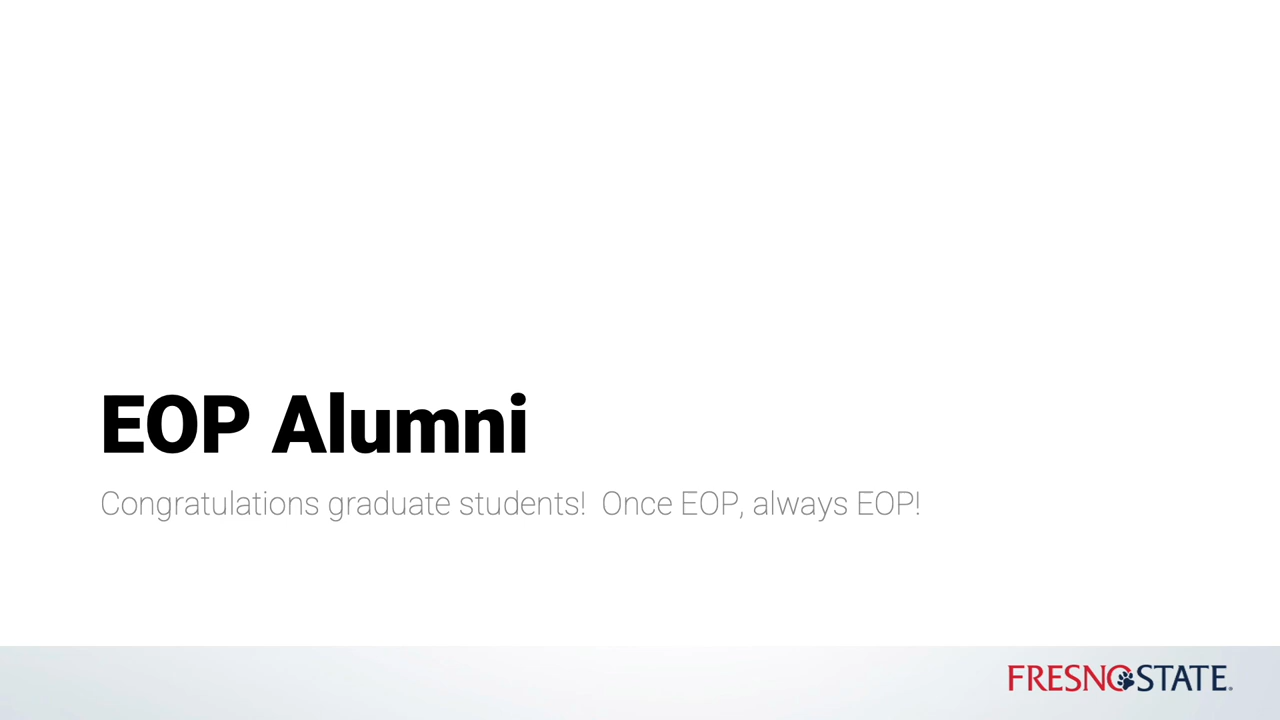 EOP Alumni
Congratulations graduate students! Once EOP, always EOP!
FRESNO STATE